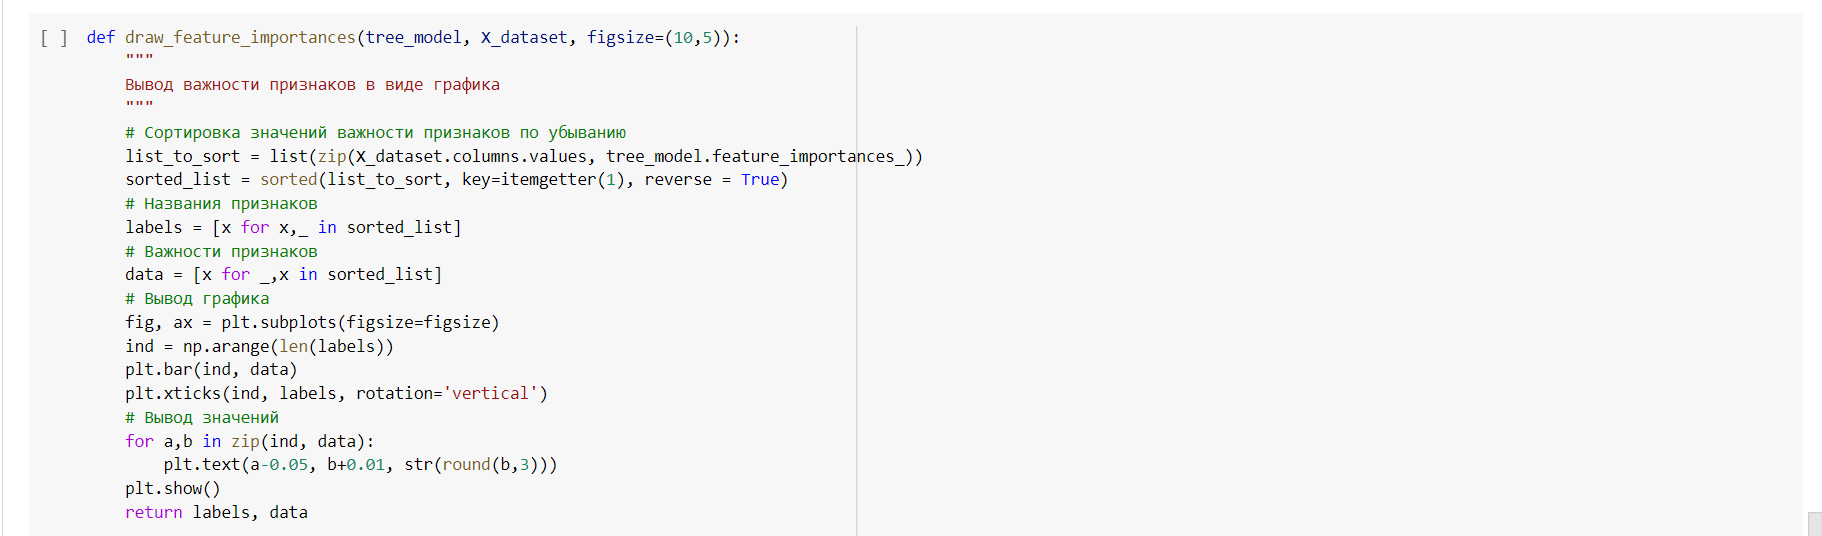 [ ] def draw_feature_importances(tree_model, X_dataset, figsize=(10,5)):
"""
Вывод важности признаков в виде графика
"""
# Сортировка значений важности признаков по убыванию
list_to_sort = list(zip(X_dataset.columns.values, tree_model.feature_importances_))
sorted_list = sorted(list_to_sort, key=itemgetter(1), reverse = True)
# Названия признаков
labels = [x for x,_ in sorted_list]
# Важности признаков
data = [x for _,x in sorted_list]
# Вывод графика
fig, ax = plt.subplots(figsize=figsize)
ind = np.arange(len(labels))
plt.bar(ind, data)
plt.xticks(ind, labels, rotation='vertical')
# Вывод значений
for a,b in zip(ind, data):
plt.text(a-0.05, b+0.01, str(round(b,3)))
plt.show()
return labels, data